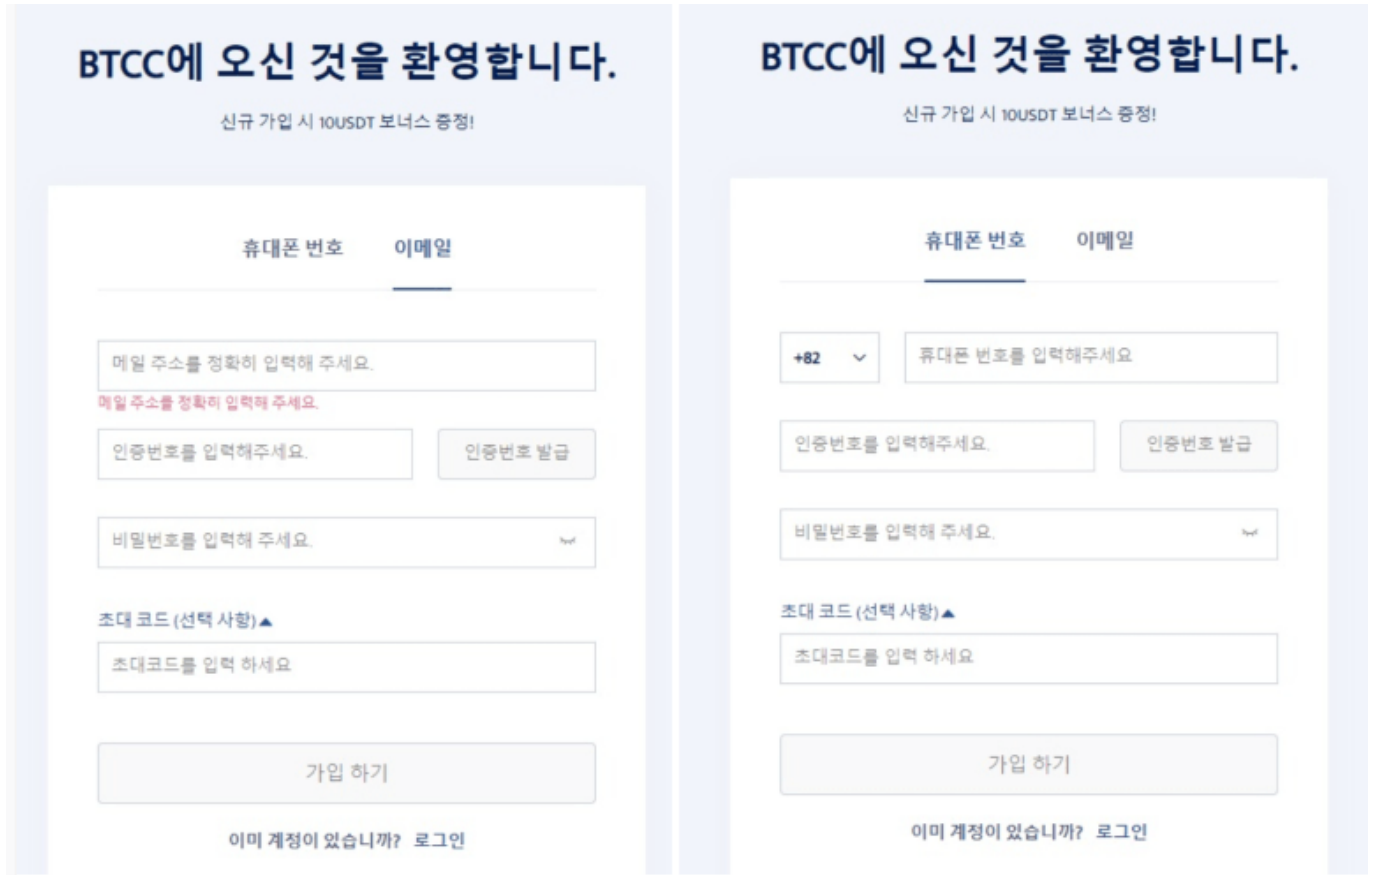 BTCC에 오신 것을 환영합니다.
신규 가입 시 10USDT 보너스 증정!
휴대폰 번호 이메일
메일 주소를 정확히 입력해 주세요.
메일 주소를 정확히 입력해 주세요.
인증번호를 입력해주세요. 인증번호 발급
비밀번호를 입력해 주세요.
초대 코드 (선택 사항)▲
초대코드를 입력 하세요
가입 하기
이미 계정이 있습니까? 로그인
BTCC에 오신 것을 환영합니다.
신규 가입 시 10USDT 보너스 증정!
휴대폰 번호 이메일
+82 휴대폰 번호를 입력해주세요
인증번호를 입력해주세요. 인증번호 발급
비밀번호를 입력해 주세요.
초대 코드 (선택 사항)▲
초대코드를 입력 하세요
가입 하기
이미 계정이 있습니까? 로그인